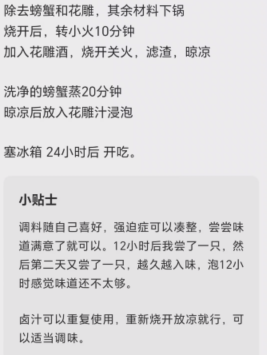 除去螃蟹和花雕，其余材料下锅
烧开后，转小火10分钟
加入花雕酒，烧开关火，滤渣，晾凉
洗净的螃蟹蒸20分钟
晾凉后放入花雕汁浸泡
塞冰箱 24小时后 开吃。
小贴士
调料随自己喜好，强迫症可以凑整，尝尝味
道满意了就可以。12小时后我尝了一只，然
后第二天又尝了一只，越久越入味，泡12小
时感觉味道还不太够。
卤汁可以重复使用，重新烧开放凉就行，可
以适当调味。